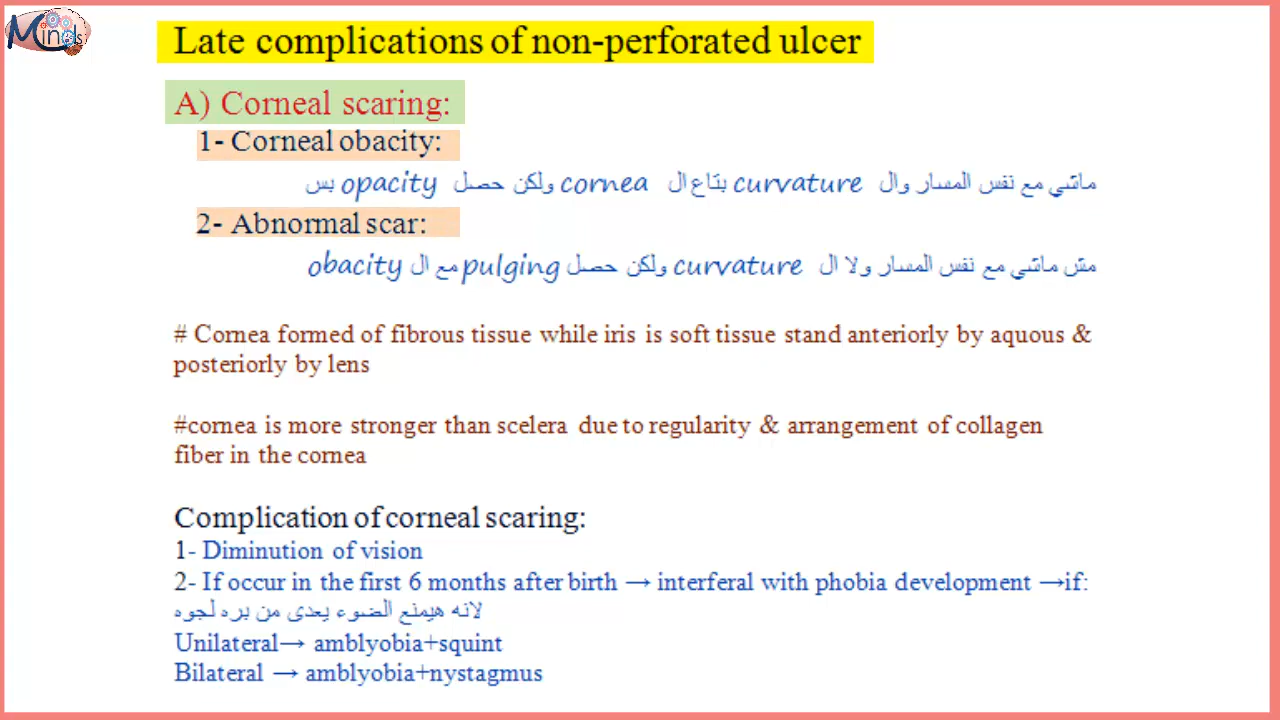 Minds
Late complications of non-perforated ulcer
A) Corneal scaring:
1- Corneal obacity:
ماشي مع نفس المسار وال curvature بتاع ال cornea ولكن حصل opacity بس
2- Abnormal scar:
مش ماشي مع نفس المسار ولا ال curvature ولكن حصل pulging مع ال obacity
# Cornea formed of fibrous tissue while iris is soft tissue stand anteriorly by aquous &
posteriorly by lens
#cornea is more stronger than scelera due to regularity & arrangement of collagen
fiber in the cornea
Complication of corneal scaring:
1- Diminution of vision
2- If occur in the first 6 months after birth → interferal with phobia development →if:
لانه هيمنع الضوء يعدى من بره لجوه
Unilateral→ amblyobia+squint
Bilateral → amblyobia+nystagmus